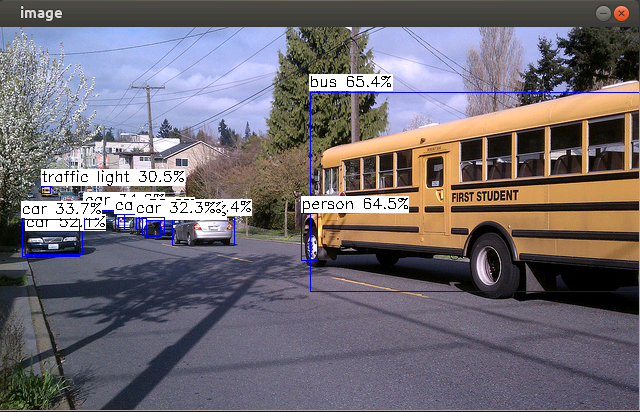 image
bus 65.4%
traffic light 30.5%
car 33.7%
car 32.3%
person 64.5%
FIRST STUDENT